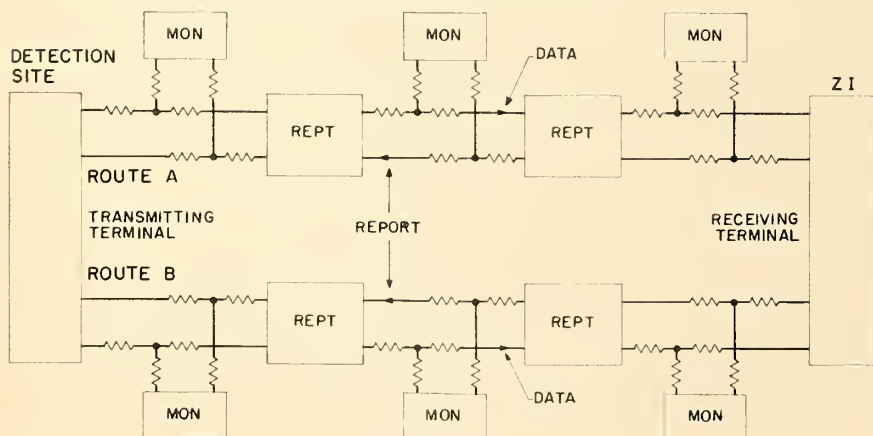 MON
MON
MON
DETECTION
SITE
DATA
Z I
REPT
REPT
ROUTE A
TRANSMITTING
TERMINAL
REPORT
RECEIVING
TERMINAL
ROUTE B
REPT
REPT
DATA
MON
MON
MON